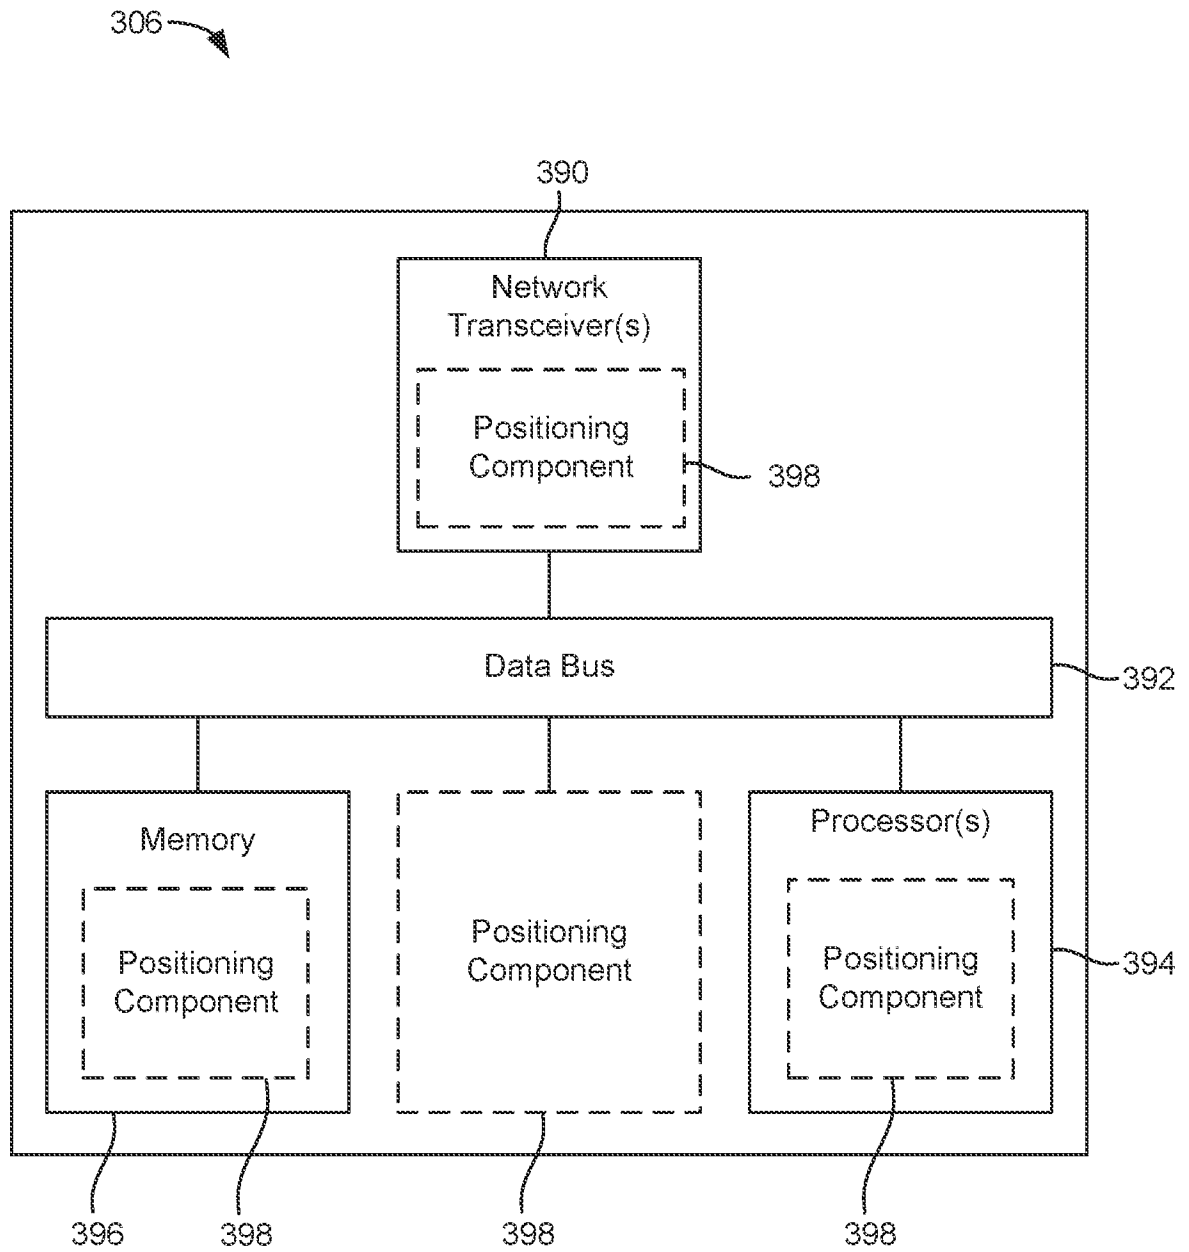 306
390
Network
Transceiver(s)
Positioning
Component
398
Data Bus
392
Memory
Positioning
Component
Positioning
Component
Processor(s)
Positioning
Component
394
396
398
398
398